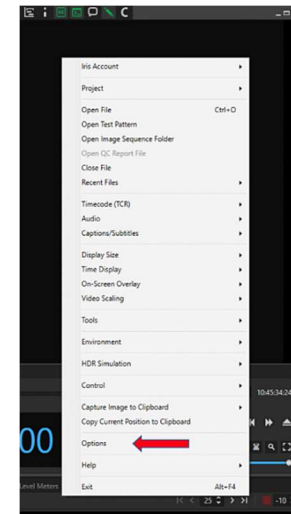 Iris Account
Project
Open File Ctrl+O
Open Test Pattern
Open Image Sequence Folder
Open QC Report File
Close File
Recent Files
Timecode (TCR)
Audio
Captions/Subtitles
Display Size
Time Display
On-Screen Overlay
Video Scaling
Tools
Environment
HDR Simulation
Control
10:45:34:24
Capture Image to Clipboard
Copy Current Position to Clipboard
00
Options
Help
Level Meters
Exit Alt+F4
25
-10